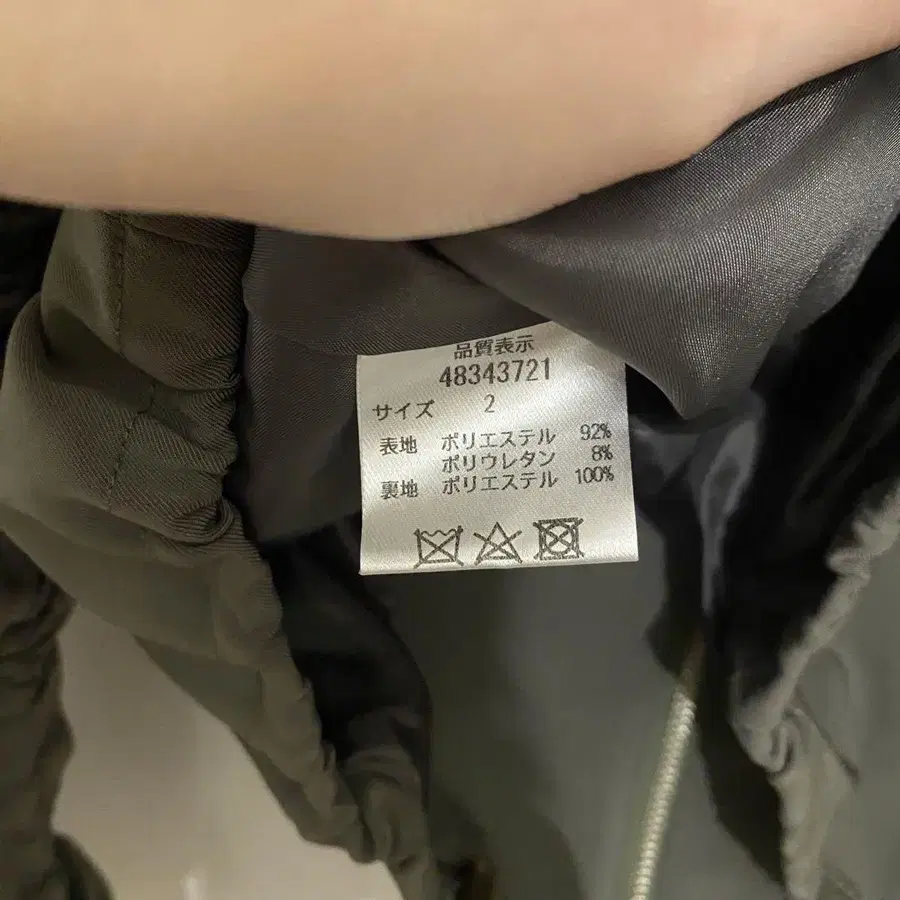 品質表示
48343721
サイズ 2
表地 ポリエステル 92%
ポリウレタン 8%
裏地 ポリエステル 100%